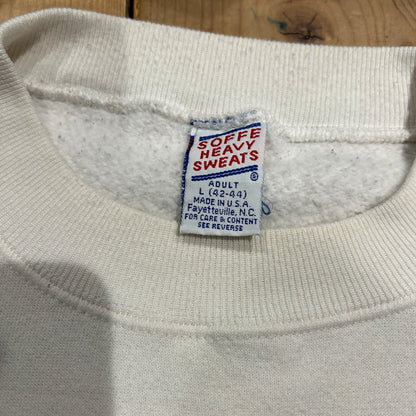 SOFFE
HEAVY
SWEATS
®
ADULT
L (42-44)
MADE IN U.S.A.
Fayetteville, N.C.
FOR CARE & CONTENT
SEE REVERSE